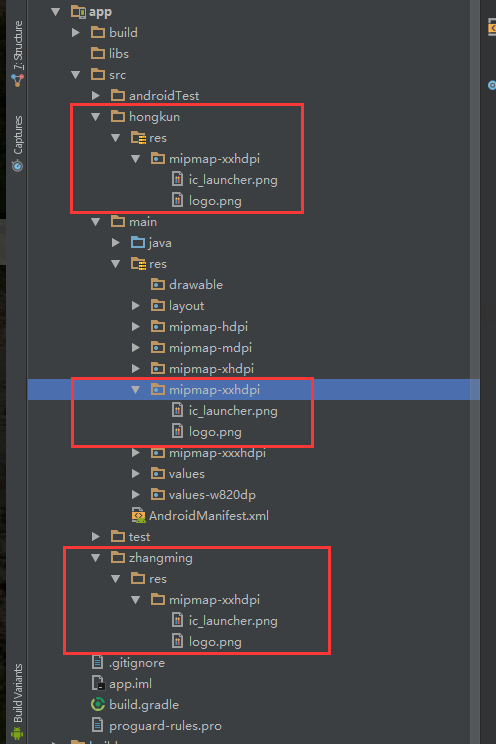 app
build
libs
src
androidTest
hongkun
res
mipmap-xxhdpi
ic_launcher.png
logo.png
main
java
res
drawable
layout
mipmap-hdpi
mipmap-mdpi
mipmap-xhdpi
mipmap-xxhdpi
ic_launcher.png
logo.png
mipmap-xxxhdpi
values
values-w820dp
AndroidManifest.xml
test
zhangming
res
mipmap-xxhdpi
ic_launcher.png
logo.png
.gitignore
app.iml
build.gradle
proguard-rules.pro
7: Structure
Captures
Build Variants